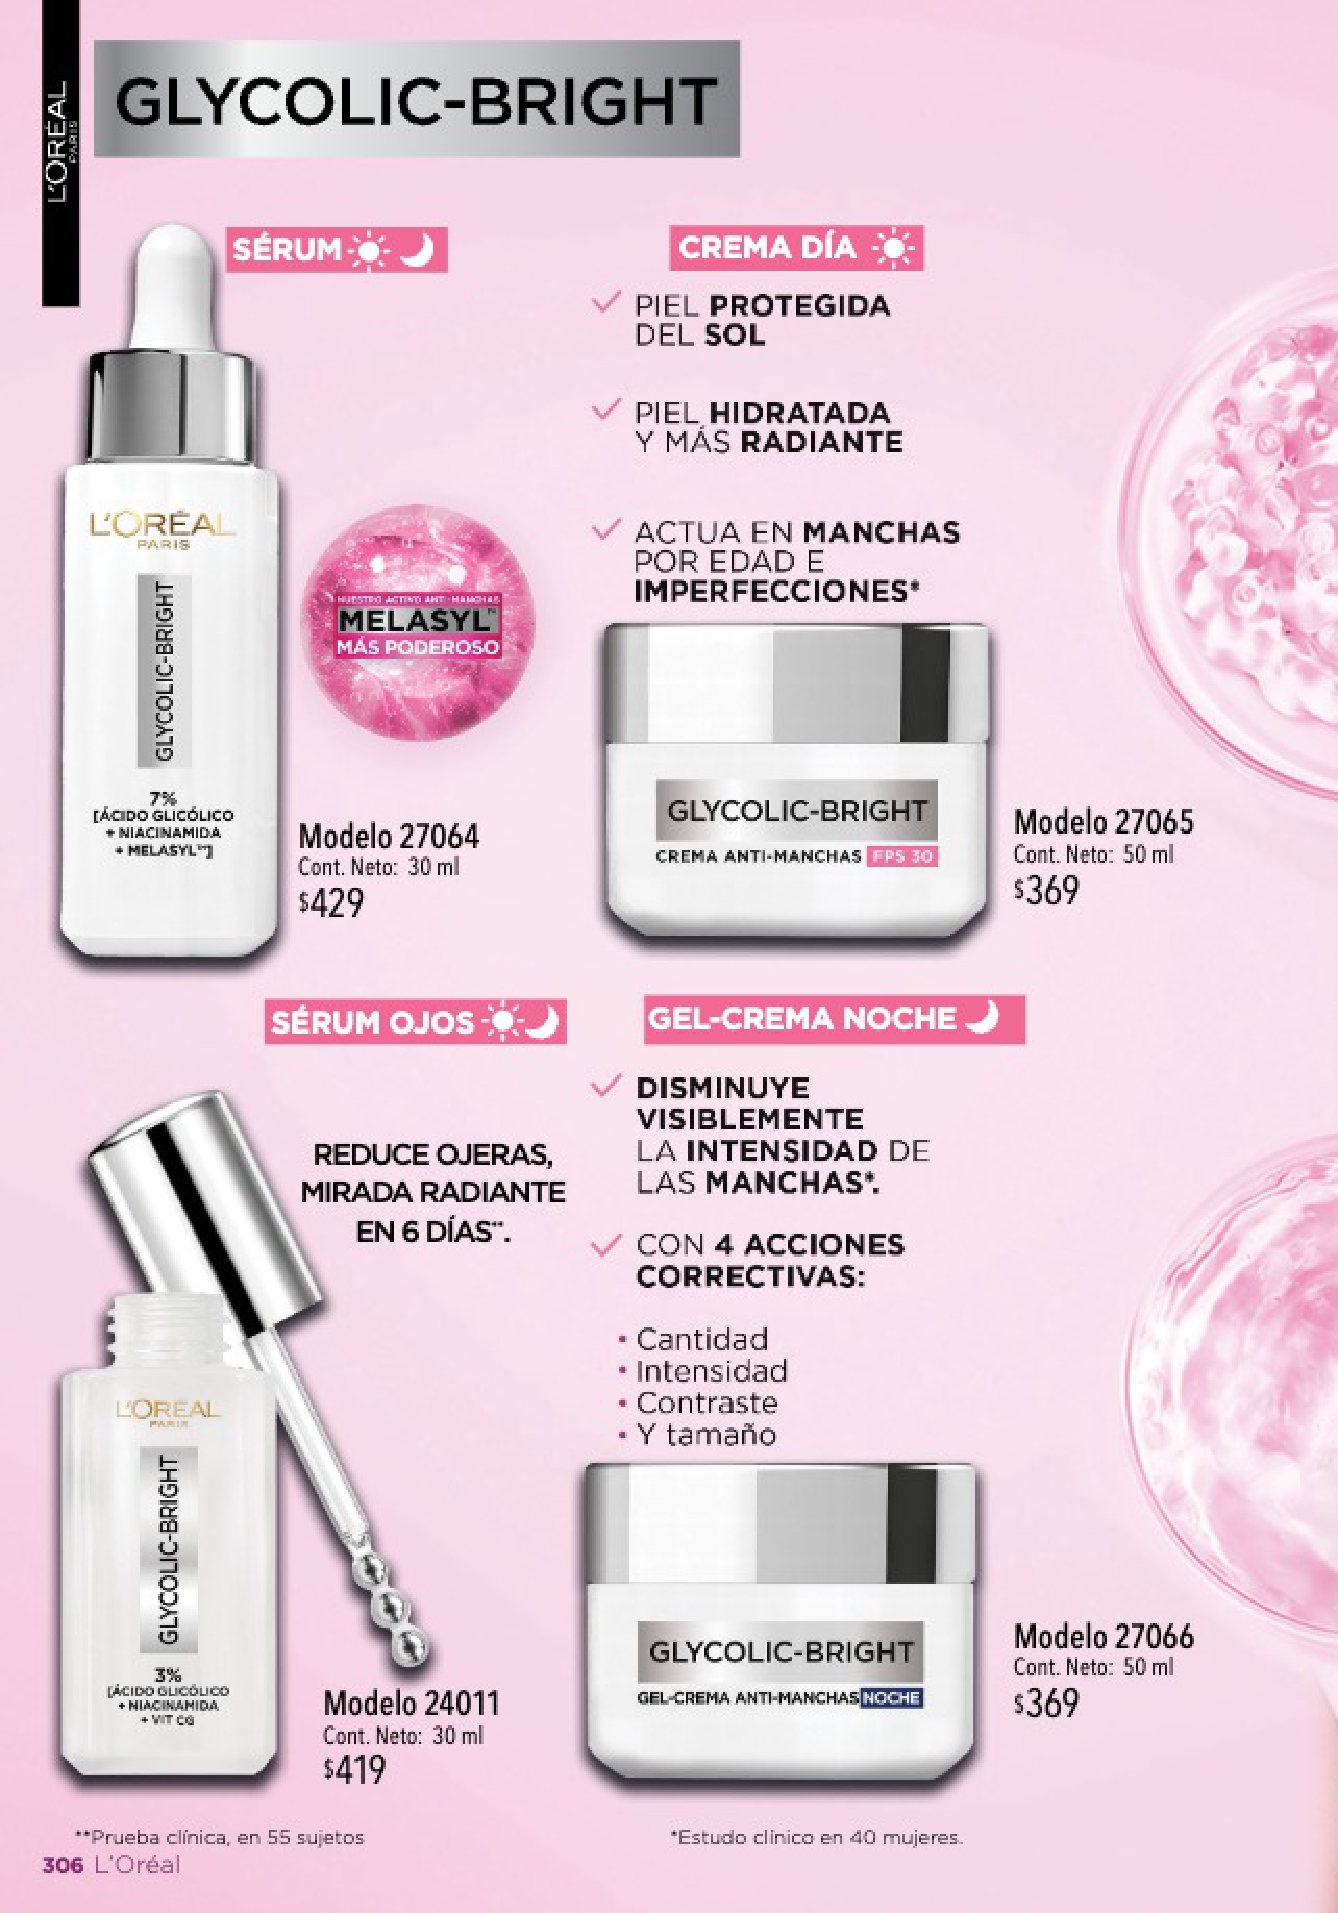 L'ORÉAL
PARIS
GLYCOLIC-BRIGHT
SÉRUM
L'ORÉAL
PARIS
GLYCOLIC-BRIGHT
7%
[ÁCIDO GLICÓLICO
+ NIACINAMIDA
+ MELASYL™]
NUESTRO ACTIVO ANTI-MANCHAS
MELASYL™
MÁS PODEROSO
Modelo 27064
Cont. Neto: 30 ml
$429
CREMA DÍA
PIEL PROTEGIDA
DEL SOL
PIEL HIDRATADA
Y MÁS RADIANTE
ACTUA EN MANCHAS
POR EDAD E
IMPERFECCIONES*
GLYCOLIC-BRIGHT
CREMA ANTI-MANCHAS FPS 30
Modelo 27065
Cont. Neto: 50 ml
$369
SÉRUM OJOS
REDUCE OJERAS,
MIRADA RADIANTE
EN 6 DÍAS**.
L'ORÉAL
PARIS
GLYCOLIC-BRIGHT
3%
[ÁCIDO GLICÓLICO
+ NIACINAMIDA
+ VIT CG
Modelo 24011
Cont. Neto: 30 ml
$419
GEL-CREMA NOCHE
DISMINUYE
VISIBLEMENTE
LA INTENSIDAD DE
LAS MANCHAS*.
CON 4 ACCIONES
CORRECTIVAS:
• Cantidad
• Intensidad
• Contraste
• Y tamaño
GLYCOLIC-BRIGHT
GEL-CREMA ANTI-MANCHAS NOCHE
Modelo 27066
Cont. Neto: 50 ml
$369
**Prueba clínica, en 55 sujetos
*Estudo clínico en 40 mujeres.
306 L'Oréal